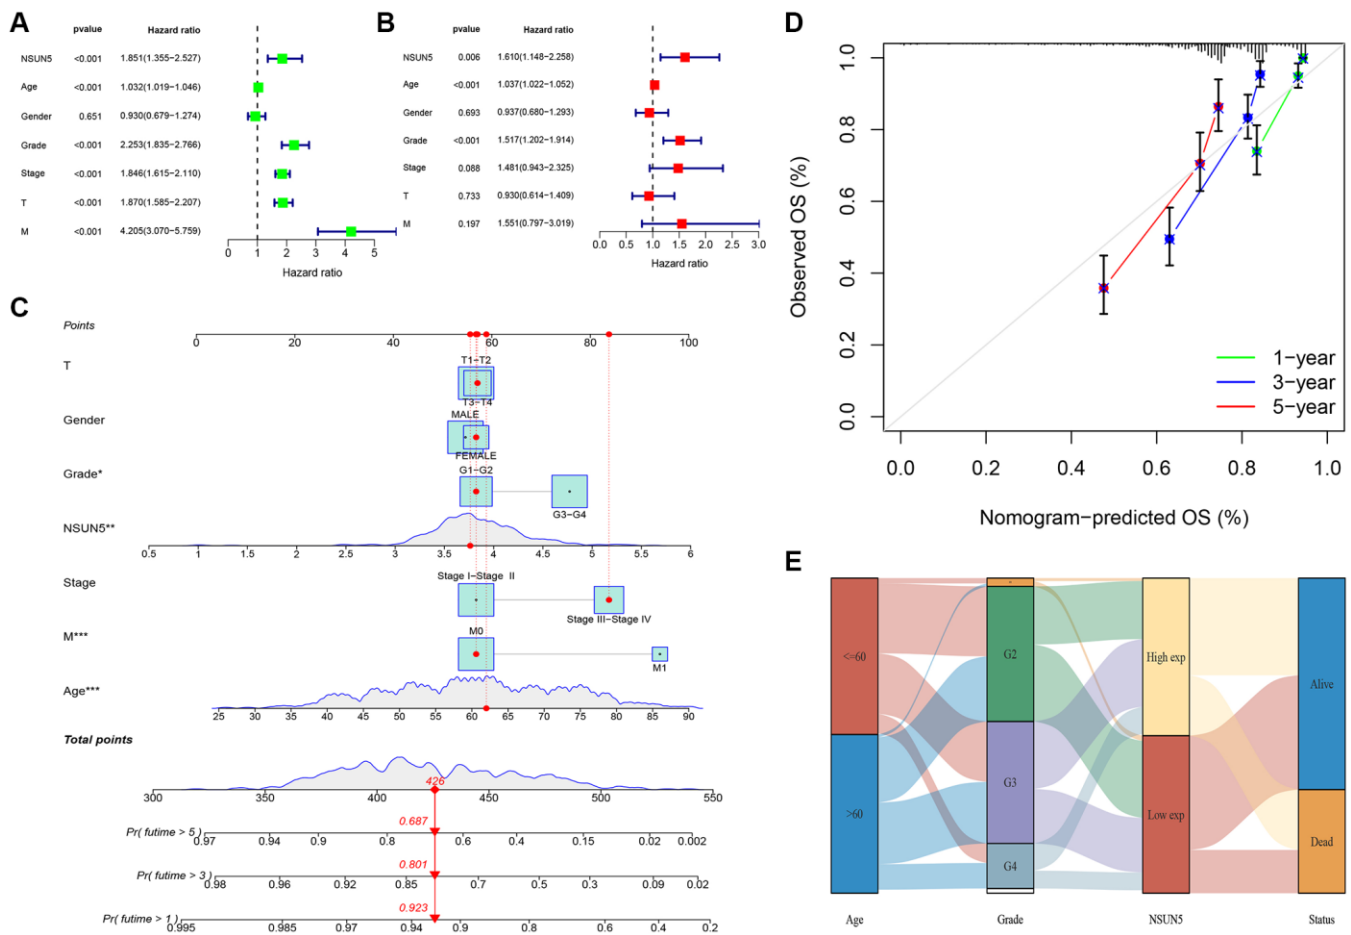 A
pvalue Hazard ratio
NSUN5 <0.001 1.851(1.355−2.527)
Age <0.001 1.032(1.019−1.046)
Gender 0.651 0.930(0.679−1.274)
Grade <0.001 2.253(1.835−2.766)
Stage <0.001 1.846(1.615−2.110)
T <0.001 1.870(1.585−2.207)
M <0.001 4.205(3.070−5.759)
0 1 2 3 4 5
Hazard ratio
B
pvalue Hazard ratio
NSUN5 0.006 1.610(1.148−2.258)
Age <0.001 1.037(1.022−1.052)
Gender 0.693 0.937(0.680−1.293)
Grade <0.001 1.517(1.202−1.914)
Stage 0.088 1.481(0.943−2.325)
T 0.733 0.930(0.614−1.409)
M 0.197 1.551(0.797−3.019)
0.0 0.5 1.0 1.5 2.0 2.5 3.0
Hazard ratio
C
Points
0 20 40 60 80 100
T
T1−T2
T3−T4
Gender
MALE
FEMALE
Grade*
G1−G2
G3−G4
NSUN5**
0.5 1 1.5 2 2.5 3 3.5 4 4.5 5 5.5 6
Stage
Stage I−Stage II
Stage III−Stage IV
M***
M0
M1
Age***
25 30 35 40 45 50 55 60 65 70 75 80 85 90
Total points
426
300 350 400 450 500 550
0.687
Pr( futime > 5)
0.97 0.94 0.9 0.8 0.6 0.4 0.15 0.02 0.002
0.801
Pr( futime > 3)
0.98 0.96 0.92 0.85 0.7 0.5 0.3 0.09 0.02
0.923
Pr( futime > 1)
0.995 0.985 0.97 0.94 0.9 0.8 0.6 0.4 0.2
D
Observed OS (%)
0.0 0.2 0.4 0.6 0.8 1.0
1−year
3−year
5−year
0.0 0.2 0.4 0.6 0.8 1.0
Nomogram−predicted OS (%)
E
<=60
>60
G2
G3
G4
High exp
Low exp
Alive
Dead
Age Grade NSUN5 Status